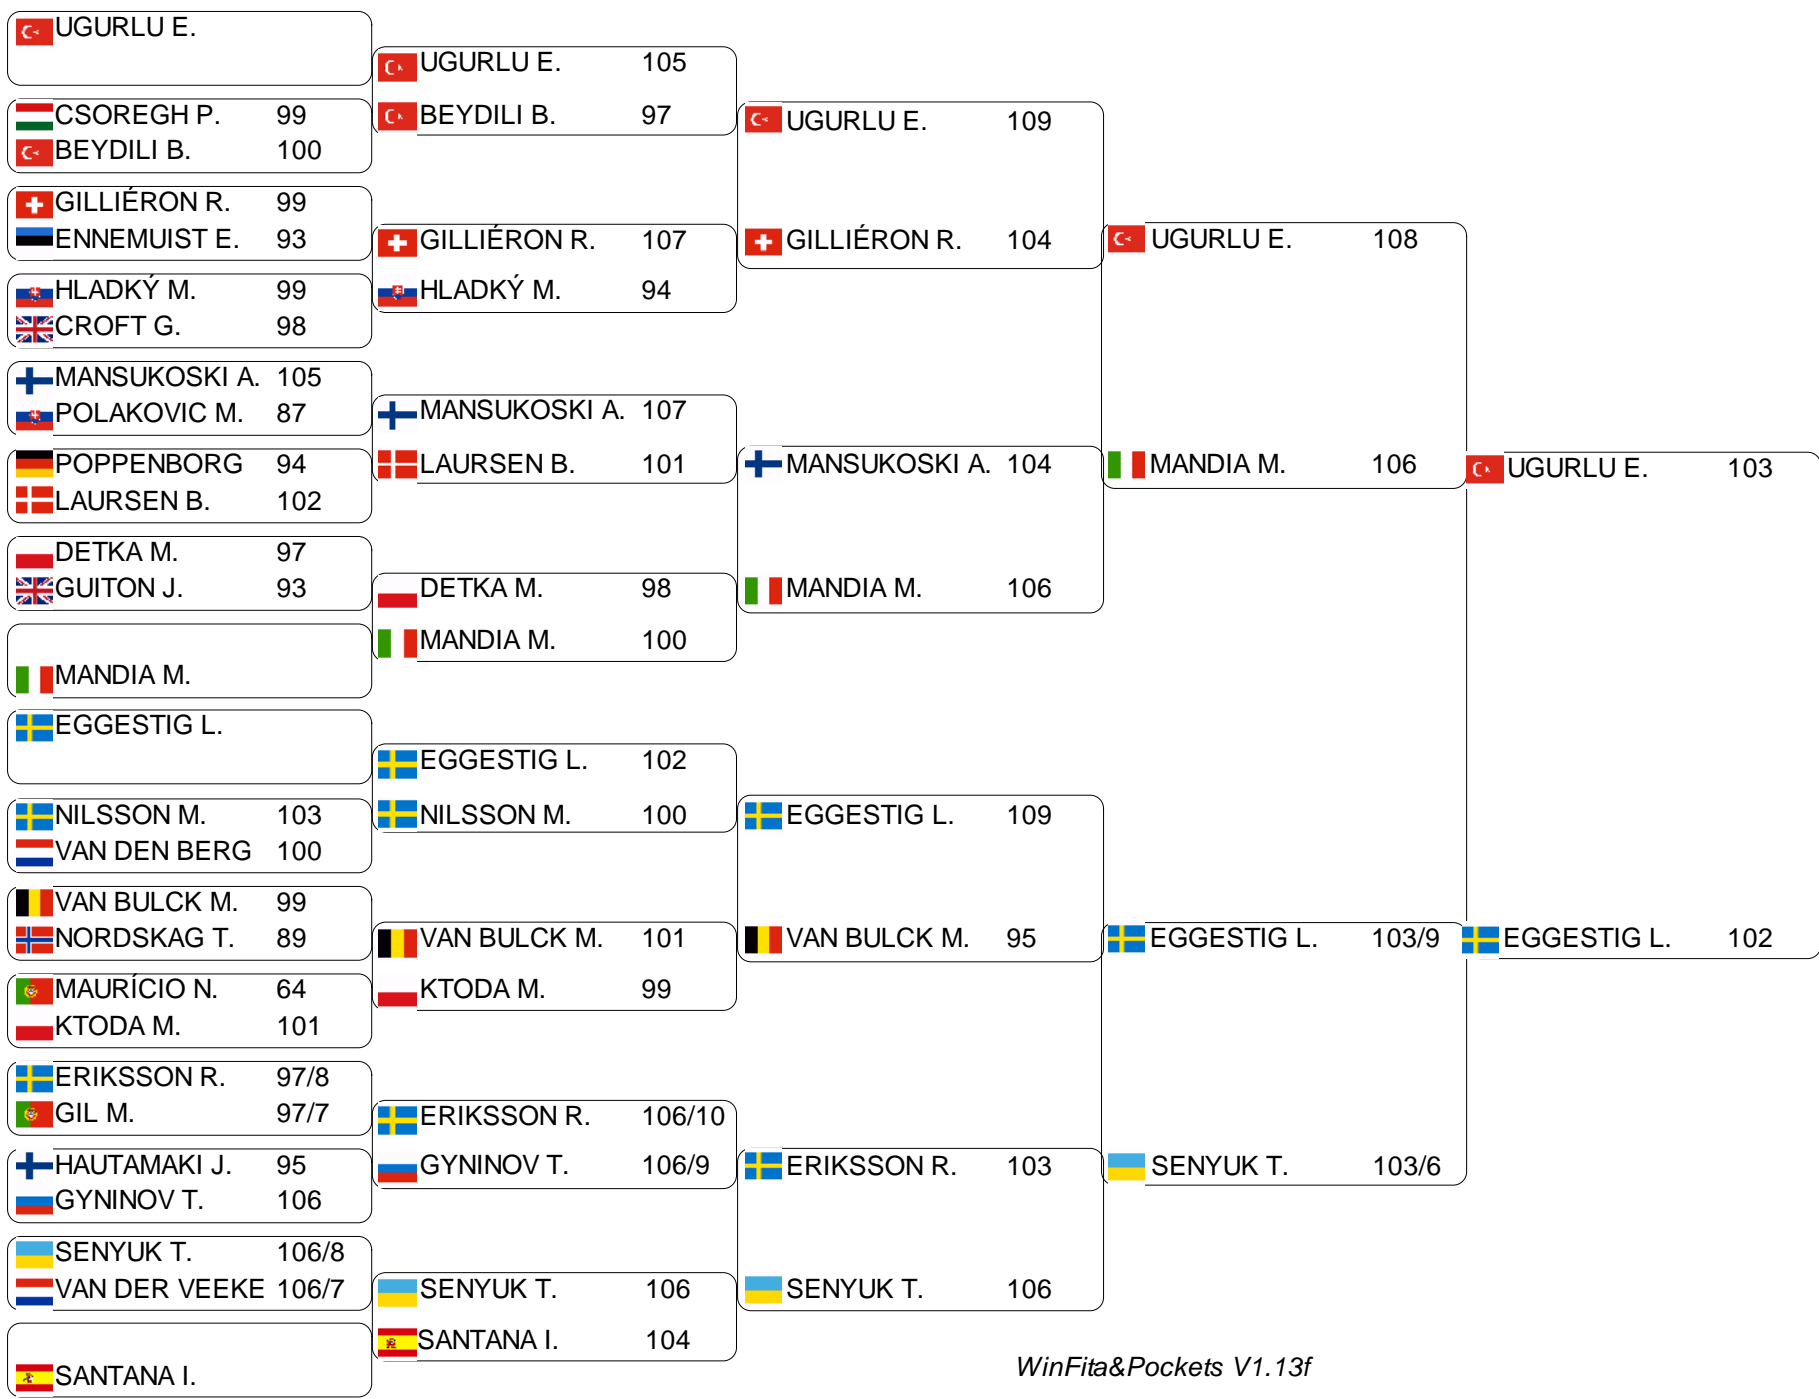 UGURLU E.
CSOREGH P. 99
BEYDILI B. 100
GILLIÉRON R. 99
ENNEMUIST E. 93
HLADKÝ M. 99
CROFT G. 98
MANSUKOSKI A. 105
POLAKOVIC M. 87
POPPENBORG 94
LAURSEN B. 102
DETKA M. 97
GUITON J. 93
MANDIA M.
EGGESTIG L.
NILSSON M. 103
VAN DEN BERG 100
VAN BULCK M. 99
NORDSKAG T. 89
MAURÍCIO N. 64
KTODA M. 101
ERIKSSON R. 97/8
GIL M. 97/7
HAUTAMAKI J. 95
GYNINOV T. 106
SENYUK T. 106/8
VAN DER VEEKE 106/7
SANTANA I.
UGURLU E. 105
BEYDILI B. 97
GILLIÉRON R. 107
HLADKÝ M. 94
MANSUKOSKI A. 107
LAURSEN B. 101
DETKA M. 98
MANDIA M. 100
EGGESTIG L. 102
NILSSON M. 100
VAN BULCK M. 101
KTODA M. 99
ERIKSSON R. 106/10
GYNINOV T. 106/9
SENYUK T. 106
SANTANA I. 104
UGURLU E. 109
GILLIÉRON R. 104
MANSUKOSKI A. 104
MANDIA M. 106
EGGESTIG L. 109
VAN BULCK M. 95
ERIKSSON R. 103
SENYUK T. 106
UGURLU E. 108
MANDIA M. 106
EGGESTIG L. 103/9
SENYUK T. 103/6
UGURLU E. 103
EGGESTIG L. 102
WinFita&Pockets V1.13f